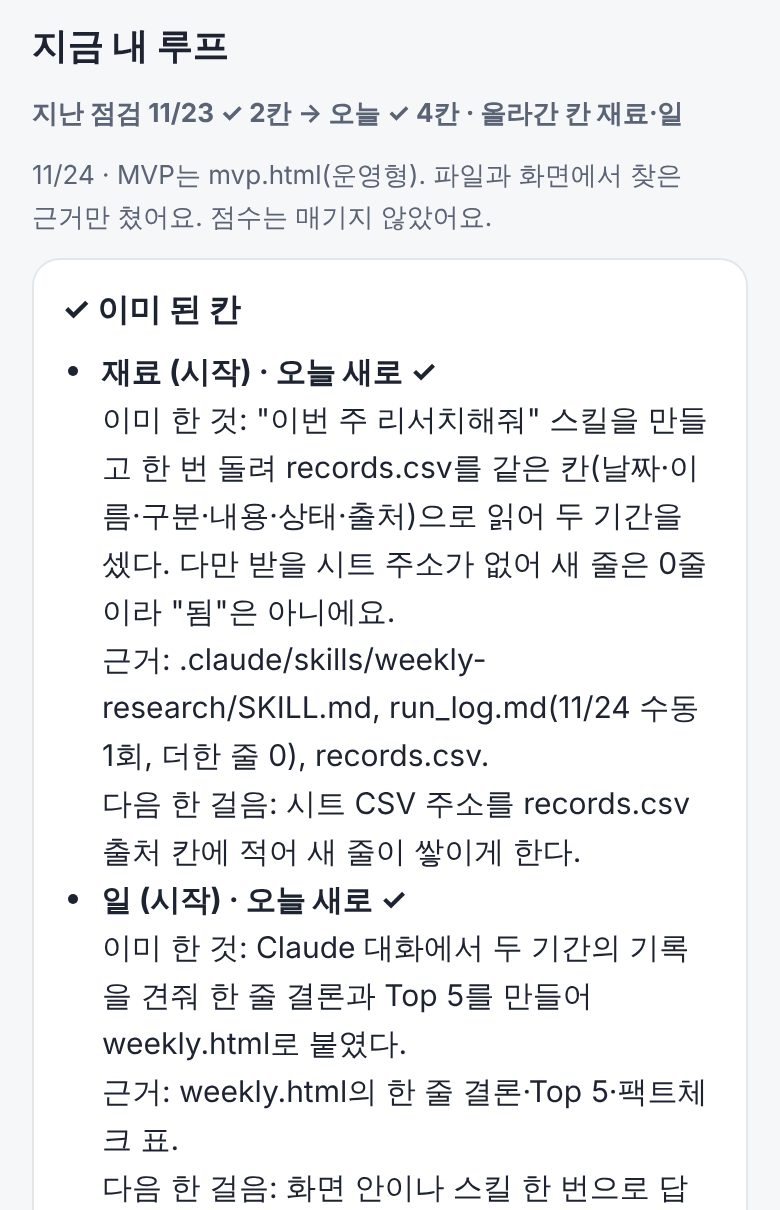 지금 내 루프
지난 점검 11/23 ✓ 2칸 → 오늘 ✓ 4칸 · 올라간 칸 재료·일
11/24 · MVP는 mvp.html(운영형). 파일과 화면에서 찾은
근거만 쳤어요. 점수는 매기지 않았어요.
✓ 이미 된 칸
• 재료 (시작) · 오늘 새로 ✓
이미 한 것: "이번 주 리서치해줘" 스킬을 만들
고 한 번 돌려 records.csv를 같은 칸(날짜·이
름·구분·내용·상태·출처)으로 읽어 두 기간을
셌다. 다만 받을 시트 주소가 없어 새 줄은 0줄
이라 "됨"은 아니에요.
근거: .claude/skills/weekly-
research/SKILL.md, run_log.md(11/24 수동
1회, 더한 줄 0), records.csv.
다음 한 걸음: 시트 CSV 주소를 records.csv
출처 칸에 적어 새 줄이 쌓이게 한다.
• 일 (시작) · 오늘 새로 ✓
이미 한 것: Claude 대화에서 두 기간의 기록
을 견줘 한 줄 결론과 Top 5를 만들어
weekly.html로 붙였다.
근거: weekly.html의 한 줄 결론·Top 5·팩트체
크 표.
다음 한 걸음: 화면 안이나 스킬 한 번으로 답